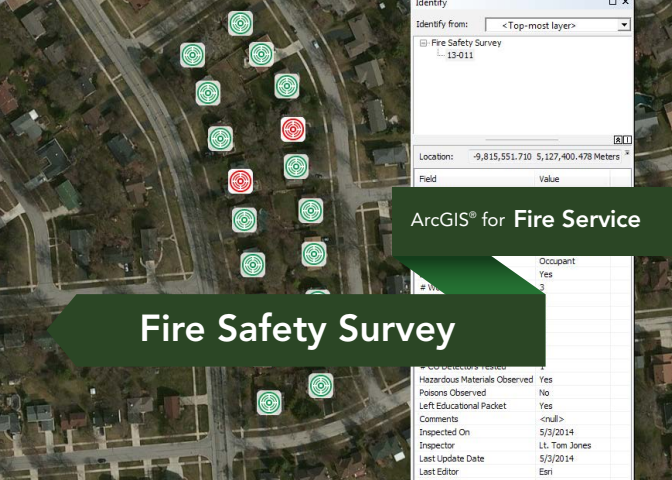 Identify
Identify from: <Top-most layer>
Fire Safety Survey
13-011
Location: -9,815,551.710 5,127,400.478 Meters
Field Value
ArcGIS® for Fire Service
Occupant
Yes
# W 3
Fire Safety Survey
# CO Detectors Tested 1
Hazardous Materials Observed Yes
Poisons Observed No
Left Educational Packet Yes
Comments <null>
Inspected On 5/3/2014
Inspector Lt. Tom Jones
Last Update Date 5/3/2014
Last Editor Esri